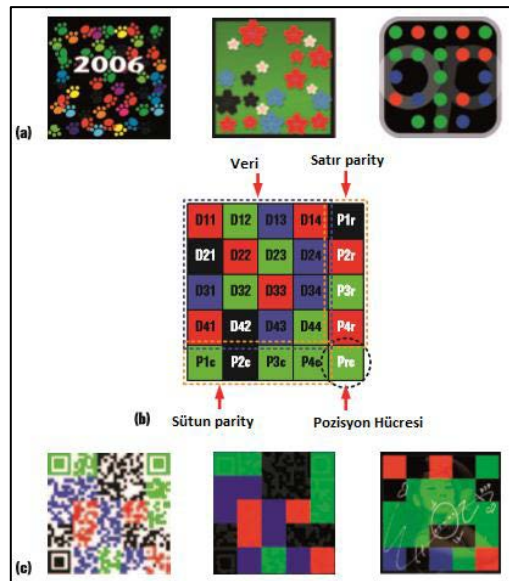 2006
(a)
Veri
Satır parity
D11 D12 D13 D14 P1r
D21 D22 D23 D24 P2r
D31 D32 D33 D34 P3r
D41 D42 D43 D44 P4r
P1c P2c P3c P4c Prc
(b)
Sütun parity
Pozisyon Hücresi
(c)